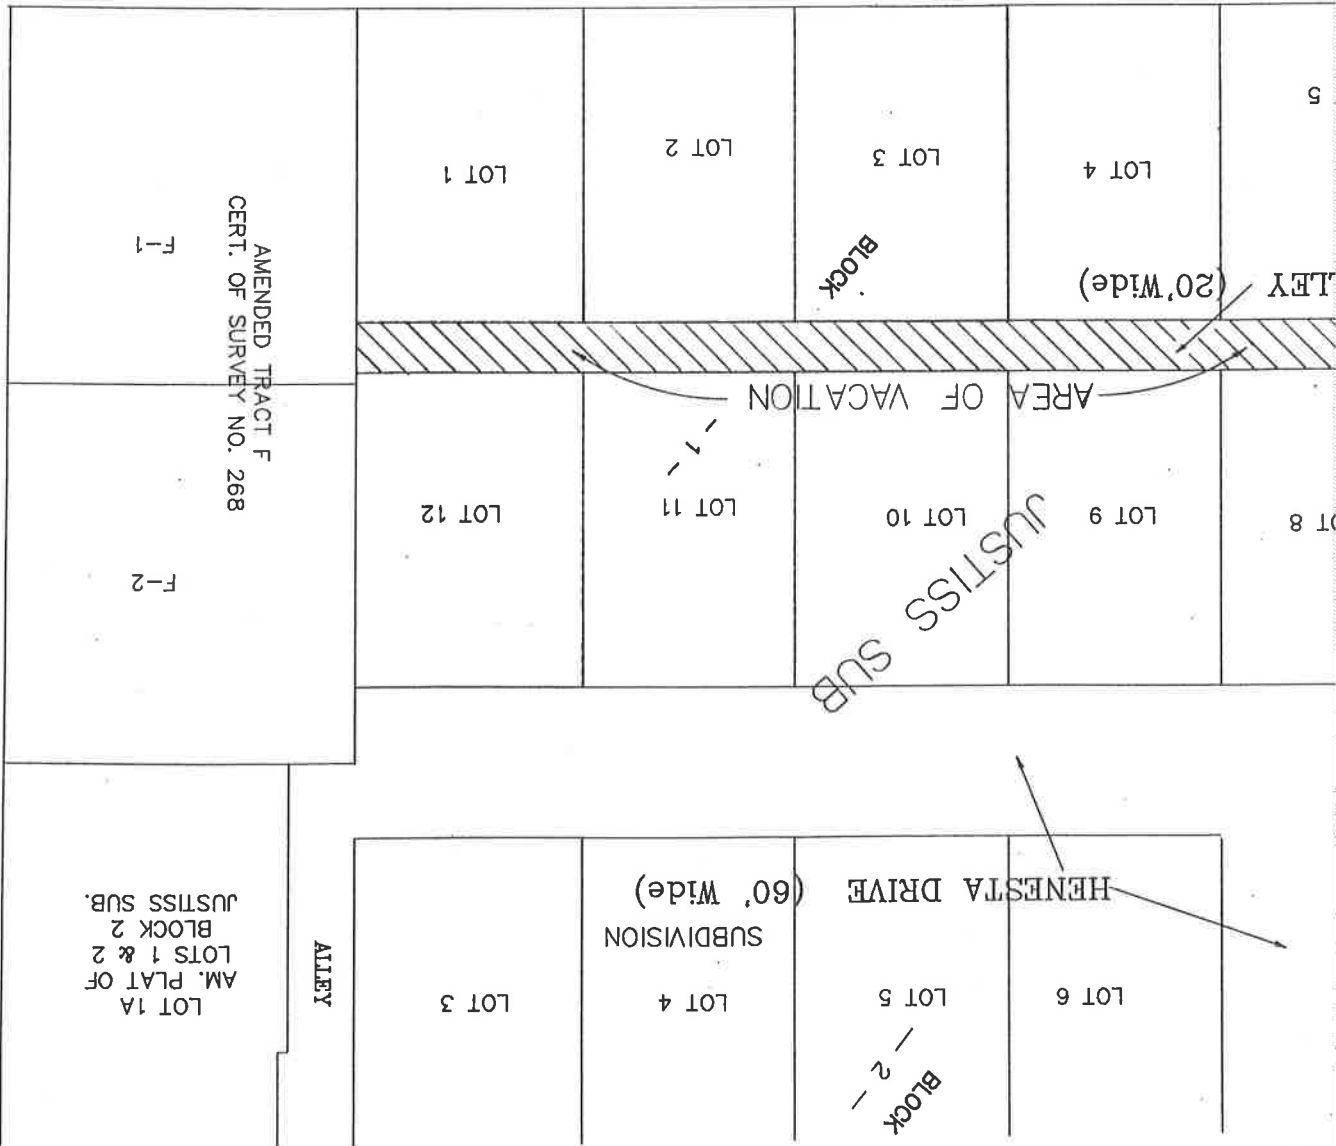 BLOCK
- 2 -
LOT 6
LOT 5
LOT 4
LOT 3
ALLEY
LOT 1A
AM. PLAT OF
LOTS 1 & 2
BLOCK 2
JUSTISS SUB.
SUBDIVISION
HENESTA DRIVE (60' Wide)
JUSTISS SUB
OT 8
LOT 9
LOT 10
LOT 11
LOT 12
F-2
- 1 -
AREA OF VACATION
AMENDED TRACT F
CERT. OF SURVEY NO. 268
LLEY (20'Wide)
BLOCK
F-1
5
LOT 4
LOT 3
LOT 2
LOT 1